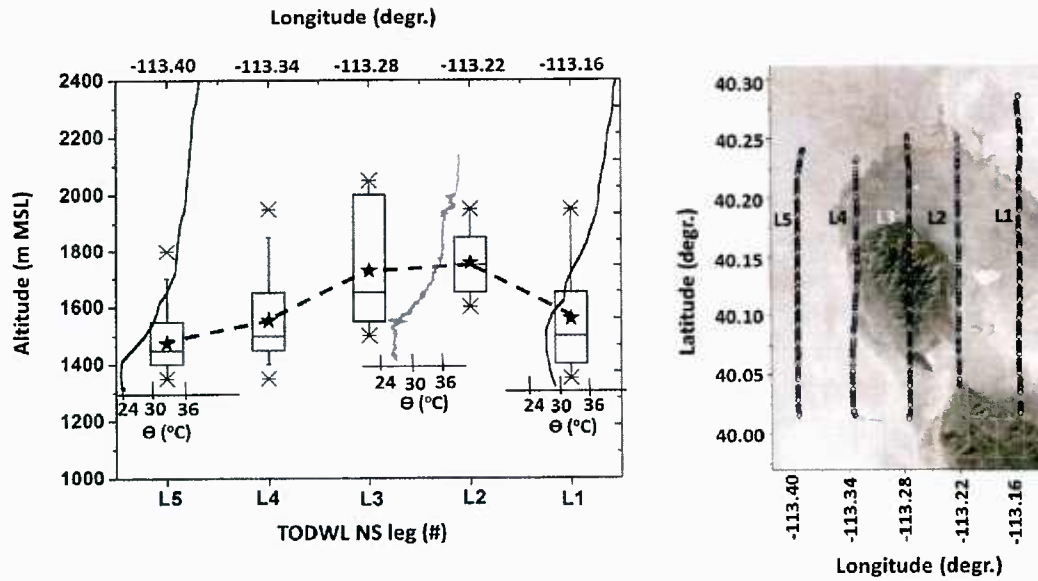 Longitude (degr.)
-113.40 -113.34 -113.28 -113.22 -113.16
2400
2200
2000
1800
1600
1400
1200
1000
Altitude (m MSL)
24 30 36
Θ (°C)
24 30 36
Θ (°C)
24 30 36
Θ (°C)
L5 L4 L3 L2 L1
TODWL NS leg (#)
40.30
40.25
40.20
40.15
40.10
40.05
40.00
Latitude (degr.)
L5 L4 L3 L2 L1
-113.40 -113.34 -113.28 -113.22 -113.16
Longitude (degr.)